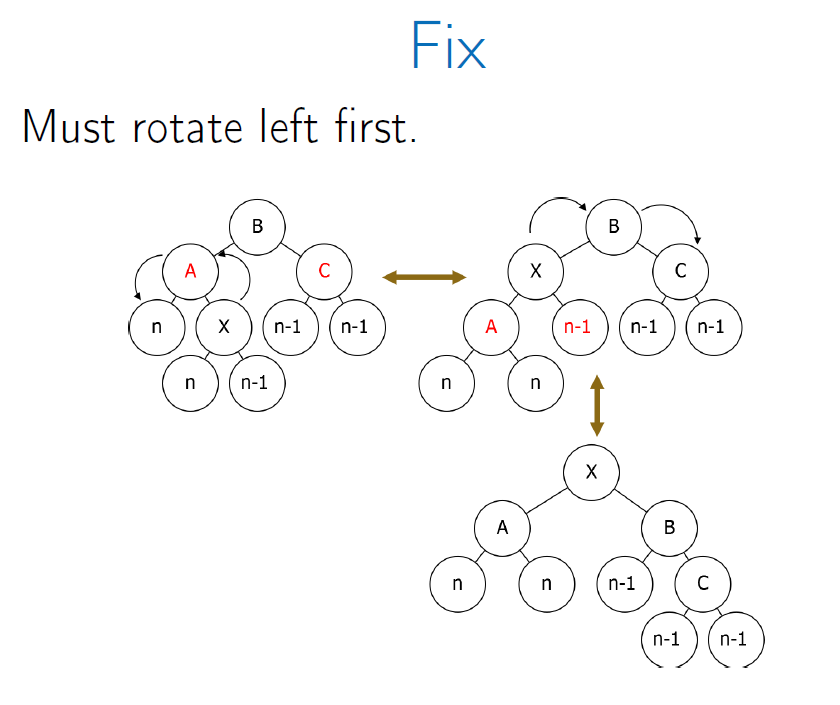 Fix
Must rotate left first.
B
A C
n X n-1 n-1
n n-1
B
X C
A n-1 n-1 n-1
n n
X
A B
n n n-1 C
n-1 n-1